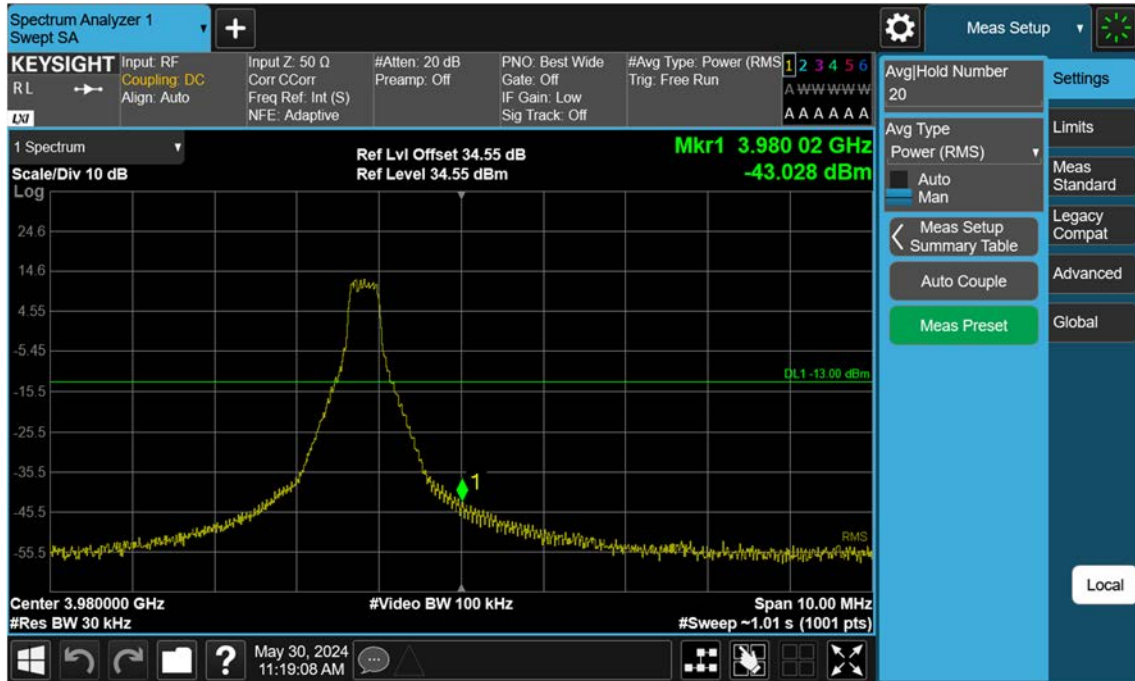 Spectrum Analyzer 1
Swept SA
Meas Setup
KEYSIGHT
R L
LXI
Input: RF
Coupling: DC
Align: Auto
Input Z: 50 Ω
Corr CCorr
Freq Ref: Int (S)
NFE: Adaptive
#Atten: 20 dB
Preamp: Off
PNO: Best Wide
Gate: Off
IF Gain: Low
Sig Track: Off
#Avg Type: Power (RMS
Trig: Free Run
1 2 3 4 5 6
A W W W W W
A A A A A A
1 Spectrum
Scale/Div 10 dB
Log
Ref Lvl Offset 34.55 dB
Ref Level 34.55 dBm
Mkr1 3.980 02 GHz
-43.028 dBm
24.6
14.6
4.55
-5.45
DL1 -13.00 dBm
-15.5
-25.5
-35.5
1
-45.5
RMS
-55.5
Center 3.980000 GHz
#Res BW 30 kHz
#Video BW 100 kHz
Span 10.00 MHz
#Sweep ~1.01 s (1001 pts)
Avg|Hold Number
20
Avg Type
Power (RMS)
Auto
Man
Meas Setup
Summary Table
Auto Couple
Meas Preset
Settings
Limits
Meas
Standard
Legacy
Compat
Advanced
Global
Local
?
May 30, 2024
11:19:08 AM